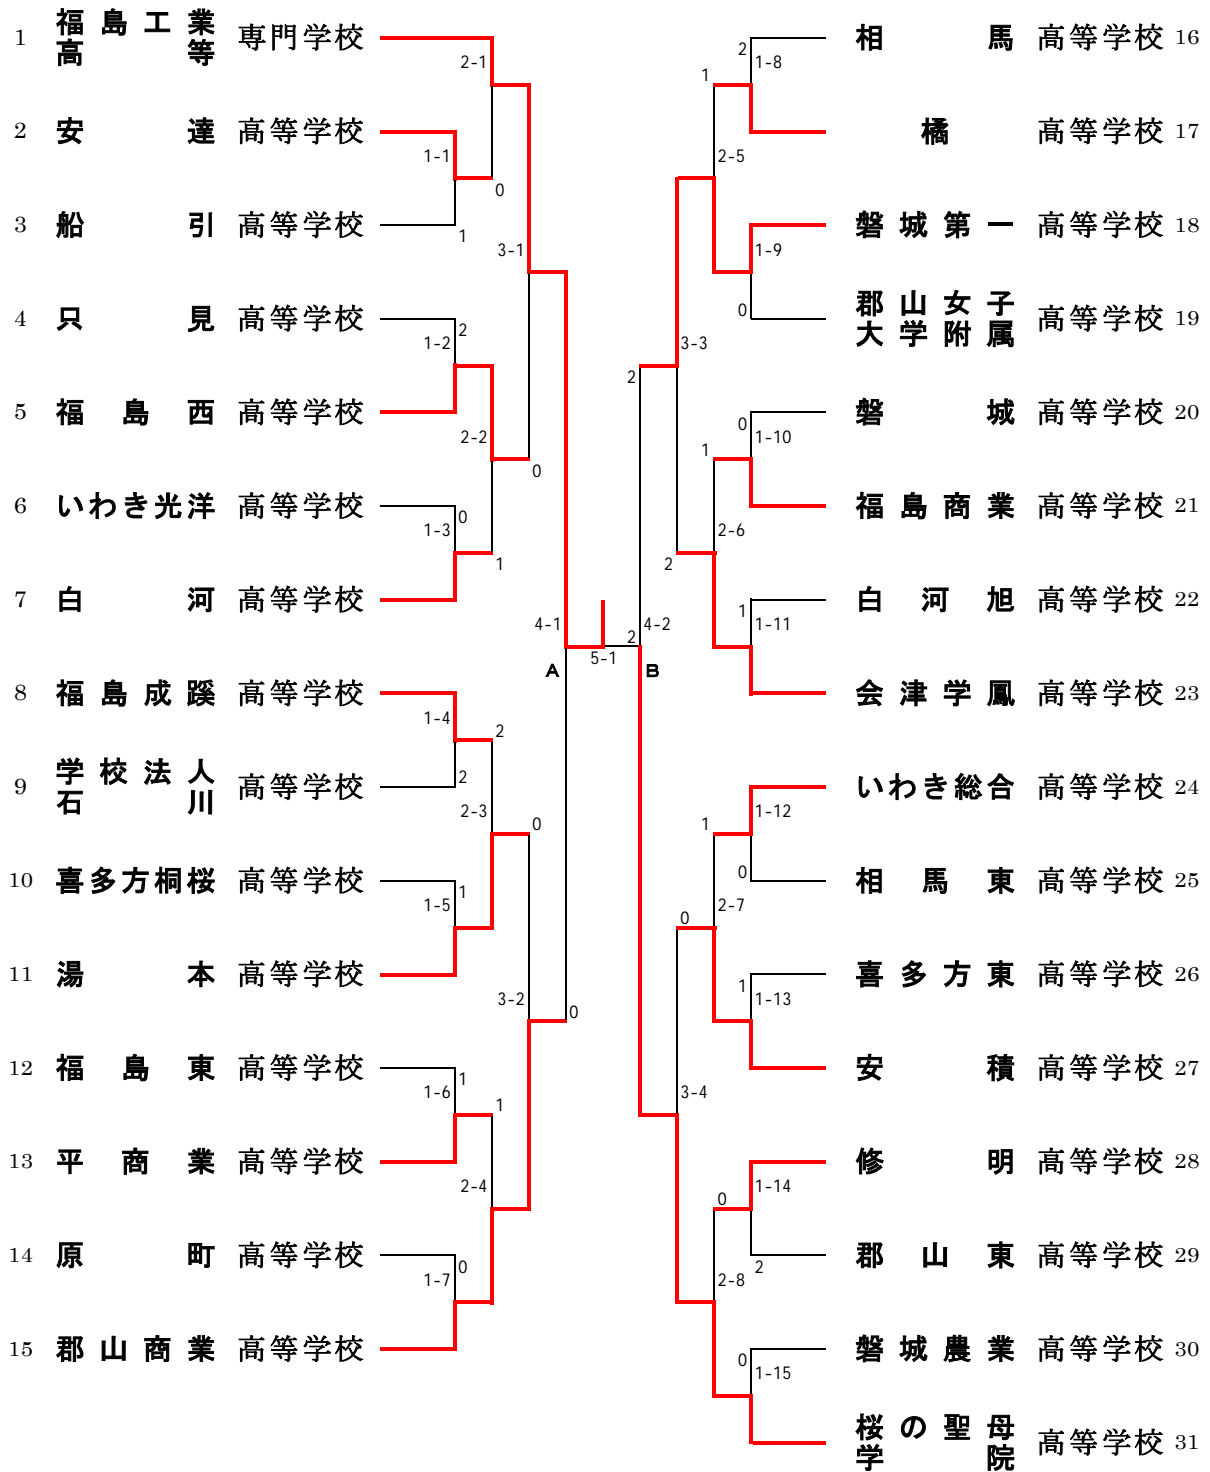 1 福島工業高等 専門学校
2-1
2 安達 高等学校
1-1
0
3 船引 高等学校
1
3-1
4 只見 高等学校
2
1-2
5 福島西 高等学校
2-2
0
6 いわき光洋 高等学校
0
1-3
1
7 白河 高等学校
4-1
A
5-1
8 福島成蹊 高等学校
1-4
2
9 学校法人石川 高等学校
2
2-3
0
10 喜多方桐桜 高等学校
1
1-5
11 湯本 高等学校
3-2
0
12 福島東 高等学校
1
1-6
1
13 平商業 高等学校
2-4
14 原町 高等学校
0
1-7
15 郡山商業 高等学校
相馬 高等学校 16
2
1-8
1
橘 高等学校 17
2-5
磐城第一 高等学校 18
1-9
0
郡山女子大学附属 高等学校 19
3-3
2
磐城 高等学校 20
0
1-10
1
福島商業 高等学校 21
2-6
2
白河旭 高等学校 22
1
1-11
4-2
2
B
会津学鳳 高等学校 23
いわき総合 高等学校 24
1-12
1
0
相馬東 高等学校 25
2-7
0
喜多方東 高等学校 26
1
1-13
安積 高等学校 27
3-4
修明 高等学校 28
1-14
0
郡山東 高等学校 29
2
2-8
磐城農業 高等学校 30
0
1-15
桜の聖母学院 高等学校 31